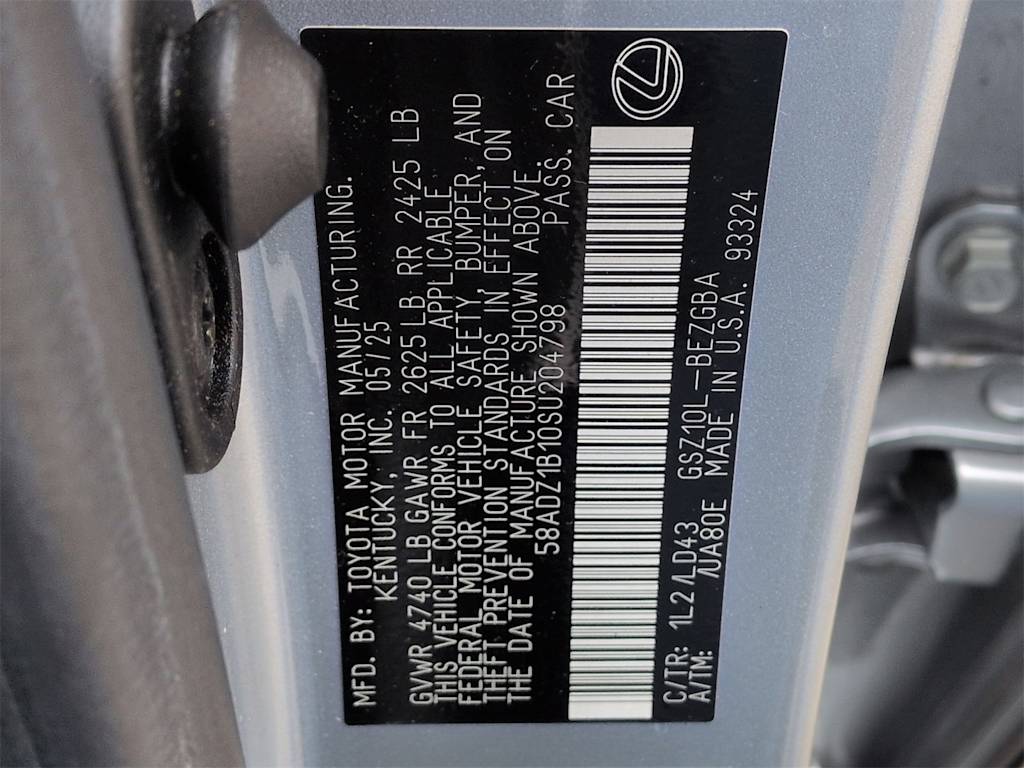 MFD. BY: TOYOTA MOTOR MANUFACTURING.
KENTUCKY, INC. 05/25
GVWR 4740 LB GAWR FR 2625 LB RR 2425 LB
THIS VEHICLE CONFORMS TO ALL APPLICABLE
FEDERAL MOTOR VEHICLE SAFETY, BUMPER, AND
THEFT PREVENTION STANDARDS IN EFFECT ON
THE DATE OF MANUFACTURE SHOWN ABOVE.
58ADZ1B10SU204798 PASS. CAR
C/TR: 1L2/LD43 GSZ10L-BEZGBA
A/TM: /UA80E MADE IN U.S.A. 93324